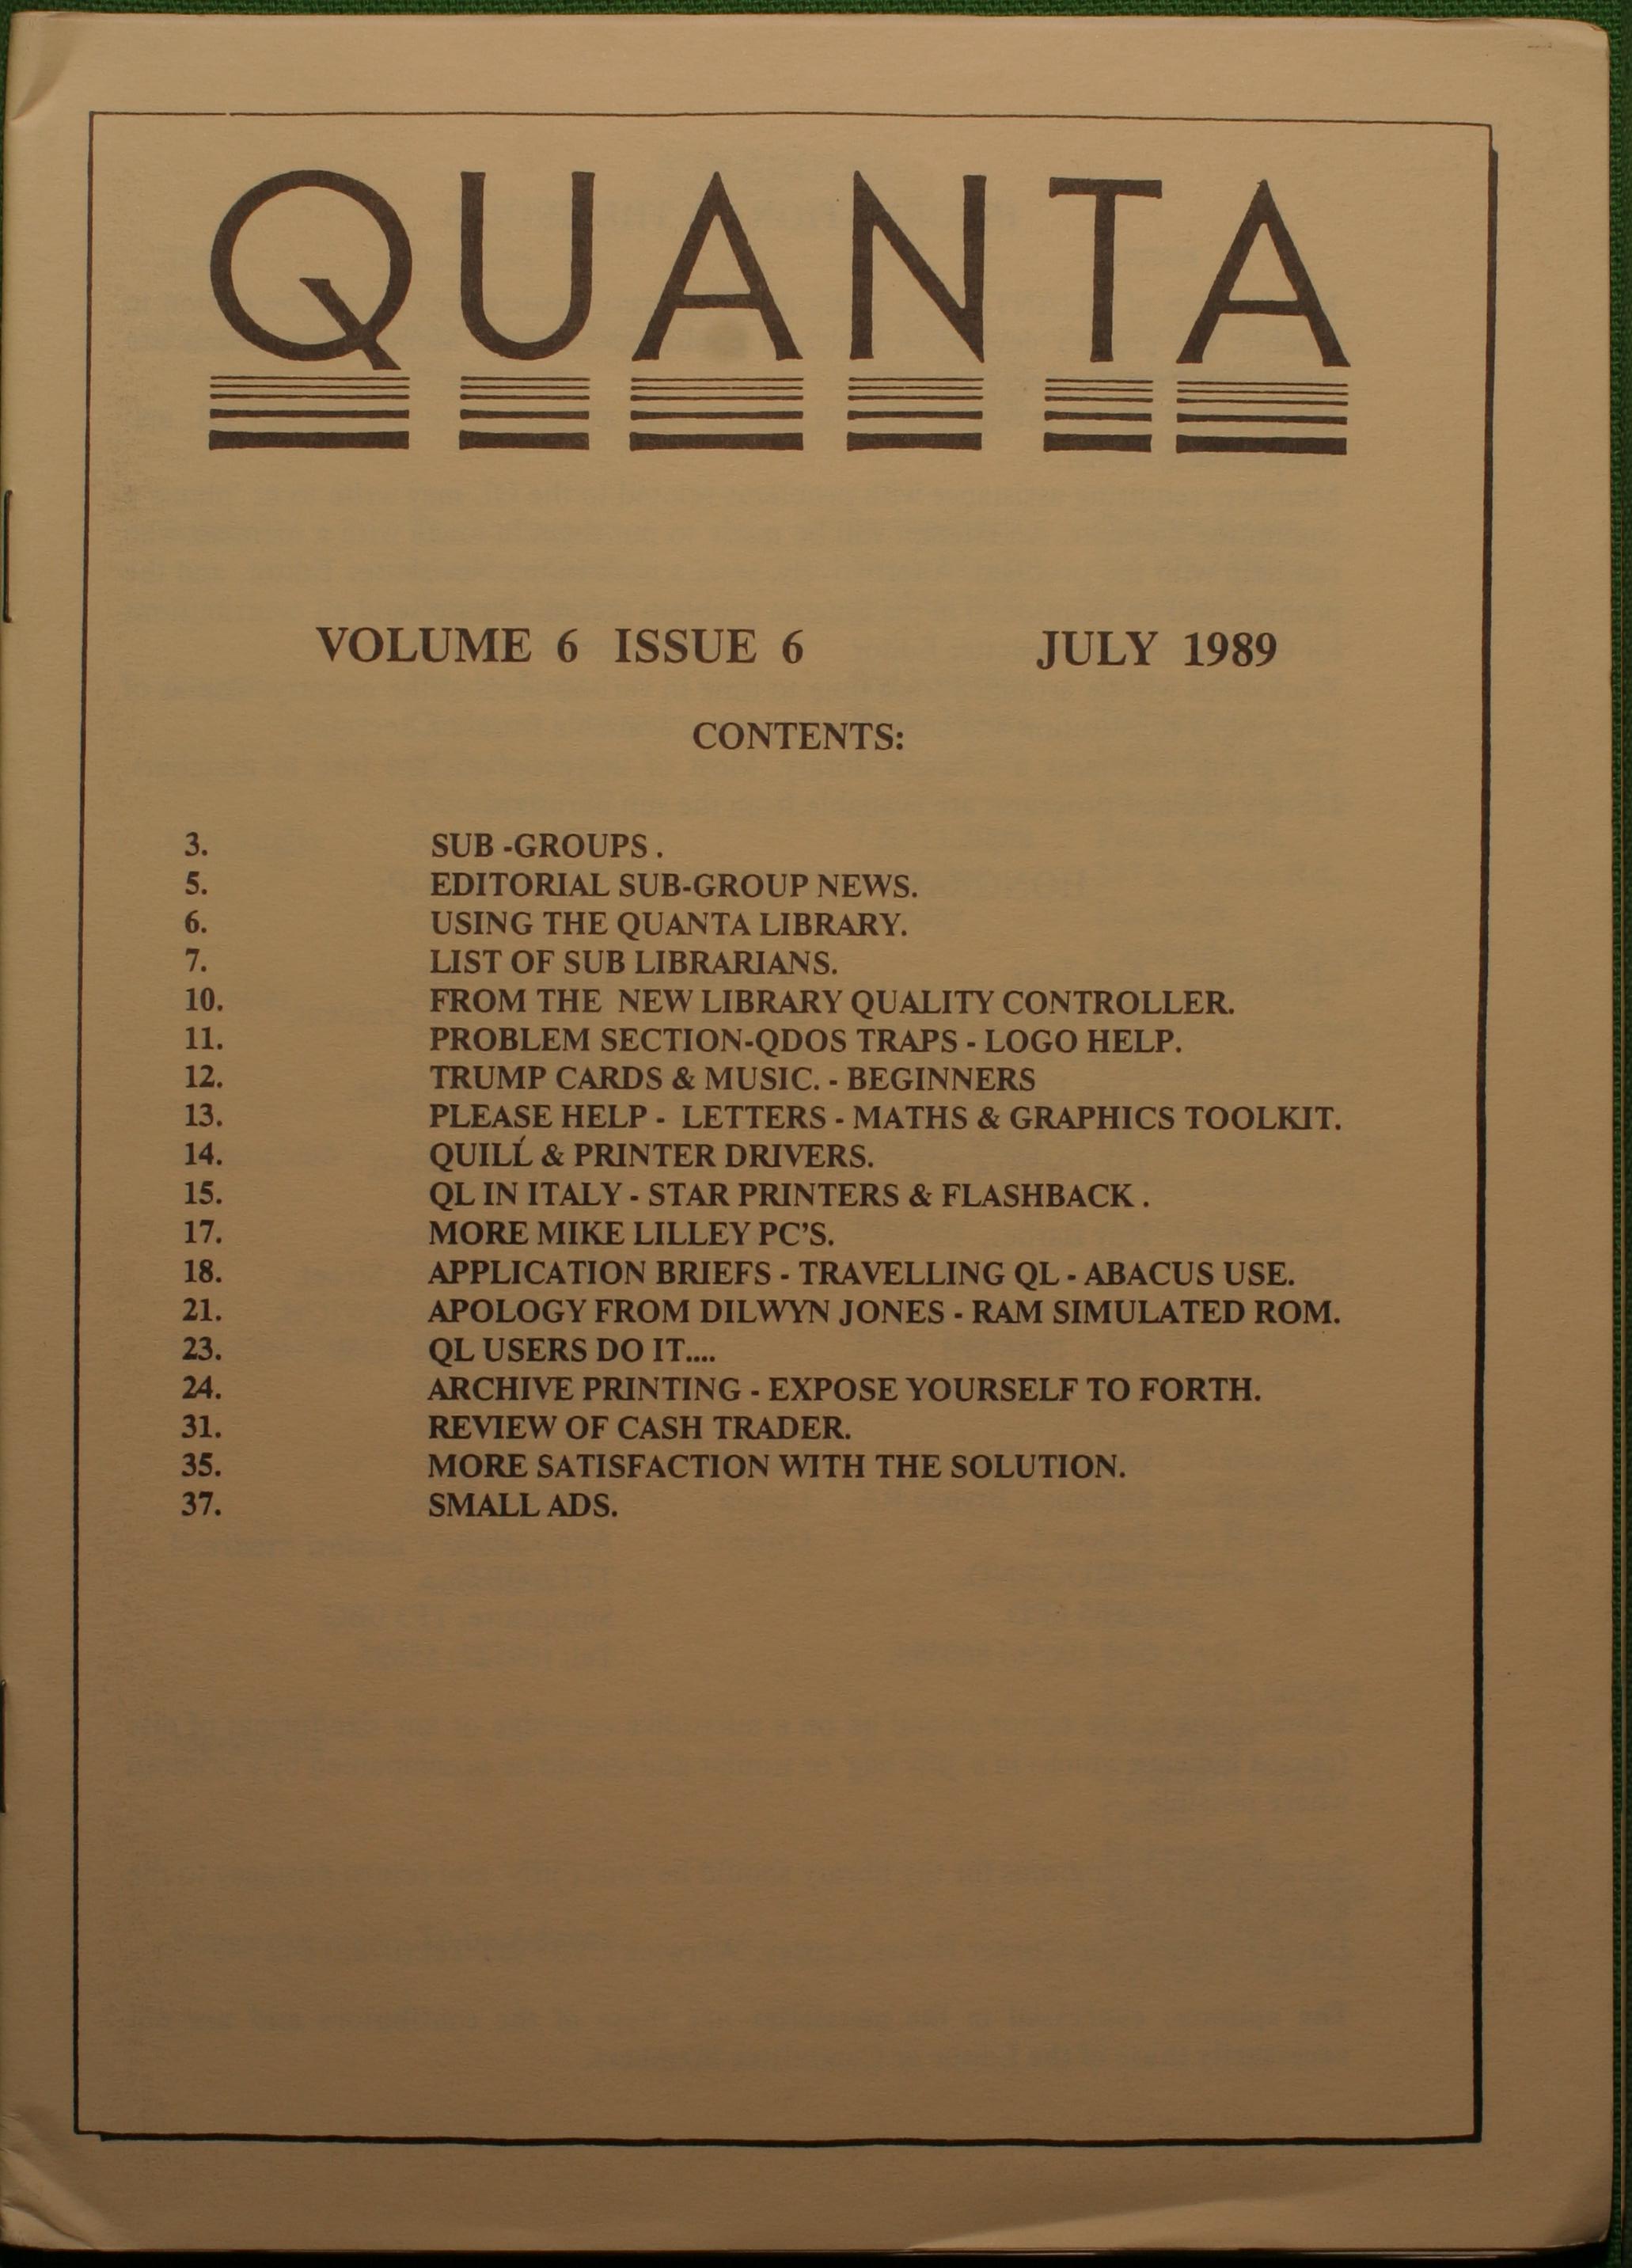 QUANTA
VOLUME 6 ISSUE 6 JULY 1989
CONTENTS:
3. SUB -GROUPS .
5. EDITORIAL SUB-GROUP NEWS.
6. USING THE QUANTA LIBRARY.
7. LIST OF SUB LIBRARIANS.
10. FROM THE NEW LIBRARY QUALITY CONTROLLER.
11. PROBLEM SECTION-QDOS TRAPS - LOGO HELP.
12. TRUMP CARDS & MUSIC. - BEGINNERS
13. PLEASE HELP - LETTERS - MATHS & GRAPHICS TOOLKIT.
14. QUILL & PRINTER DRIVERS.
15. QL IN ITALY - STAR PRINTERS & FLASHBACK .
17. MORE MIKE LILLEY PC'S.
18. APPLICATION BRIEFS - TRAVELLING QL - ABACUS USE.
21. APOLOGY FROM DILWYN JONES - RAM SIMULATED ROM.
23. QL USERS DO IT....
24. ARCHIVE PRINTING - EXPOSE YOURSELF TO FORTH.
31. REVIEW OF CASH TRADER.
35. MORE SATISFACTION WITH THE SOLUTION.
37. SMALL ADS.